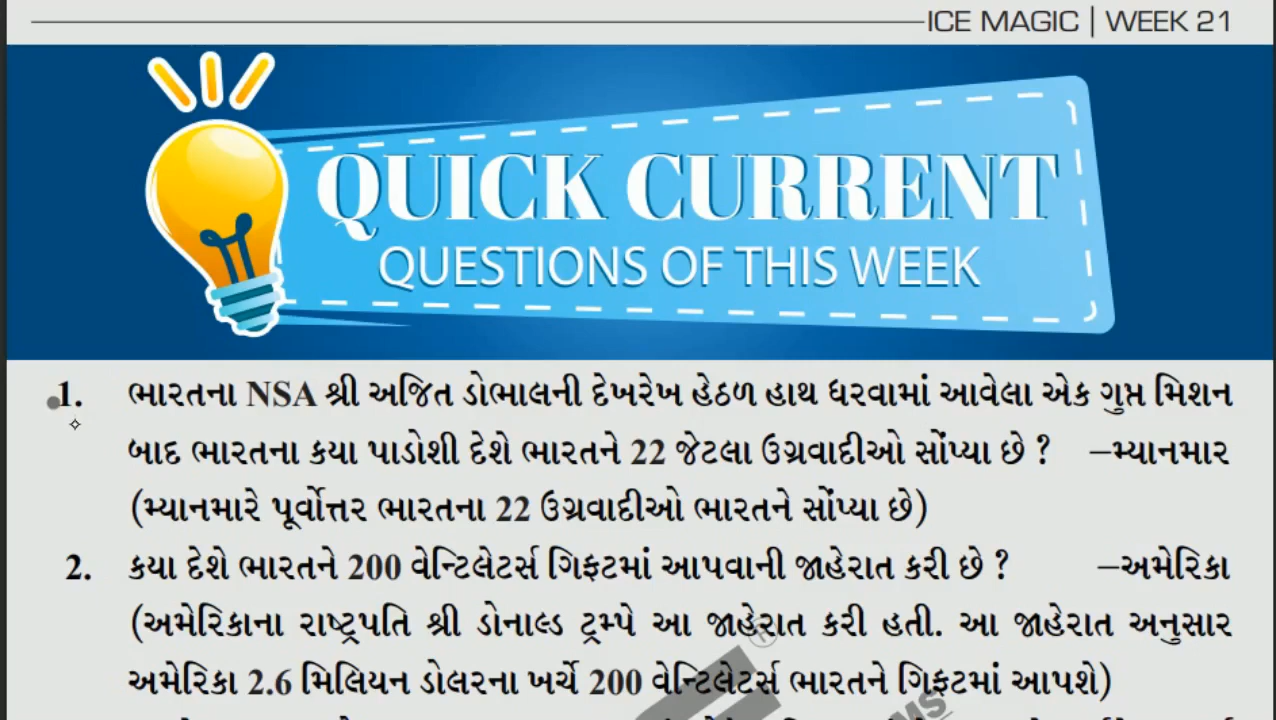 ICE MAGIC | WEEK 21
QUICK CURRENT
QUESTIONS OF THIS WEEK
1. ભારતના NSA શ્રી અજિત ડોભાલની દેખરેખ હેઠળ હાથ ધરવામાં આવેલા એક ગુપ્ત મિશન
બાદ ભારતના કયા પાડોશી દેશે ભારતને 22 જેટલા ઉગ્રવાદીઓ સોંપ્યા છે ? –મ્યાનમાર
(મ્યાનમારે પૂર્વોત્તર ભારતના 22 ઉગ્રવાદીઓ ભારતને સોંપ્યા છે)
2. કયા દેશે ભારતને 200 વેન્ટિલેટર્સ ગિફ્ટમાં આપવાની જાહેરાત કરી છે ? –અમેરિકા
(અમેરિકાના રાષ્ટ્રપતિ શ્રી ડોનાલ્ડ ટ્રમ્પે આ જાહેરાત કરી હતી. આ જાહેરાત અનુસાર
અમેરિકા 2.6 મિલિયન ડોલરના ખર્ચે 200 વેન્ટિલેટર્સ ભારતને ગિફ્ટમાં આપશે)